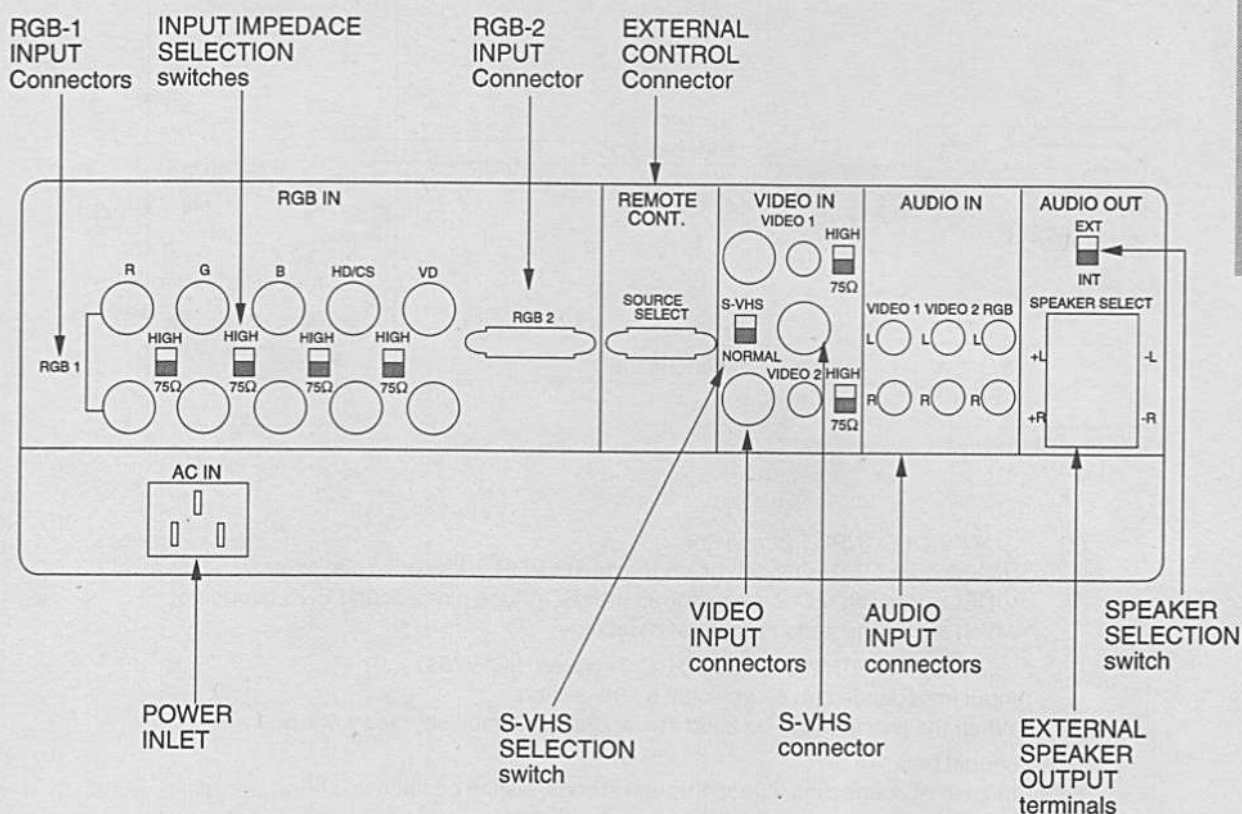 RGB-1
INPUT
Connectors
INPUT IMPEDACE
SELECTION
switches
RGB-2
INPUT
Connector
EXTERNAL
CONTROL
Connector
RGB IN
R
G
B
HD/CS
VD
RGB 1
HIGH
75Ω
HIGH
75Ω
HIGH
75Ω
HIGH
75Ω
RGB 2
REMOTE
CONT.
SOURCE
SELECT
VIDEO IN
VIDEO 1
HIGH
75Ω
S-VHS
NORMAL
VIDEO 2
HIGH
75Ω
AUDIO IN
VIDEO 1 VIDEO 2 RGB
L L L
R R R
AUDIO OUT
EXT
INT
SPEAKER SELECT
+L -L
+R -R
AC IN
POWER
INLET
S-VHS
SELECTION
switch
VIDEO
INPUT
connectors
S-VHS
connector
AUDIO
INPUT
connectors
EXTERNAL
SPEAKER
OUTPUT
terminals
SPEAKER
SELECTION
switch